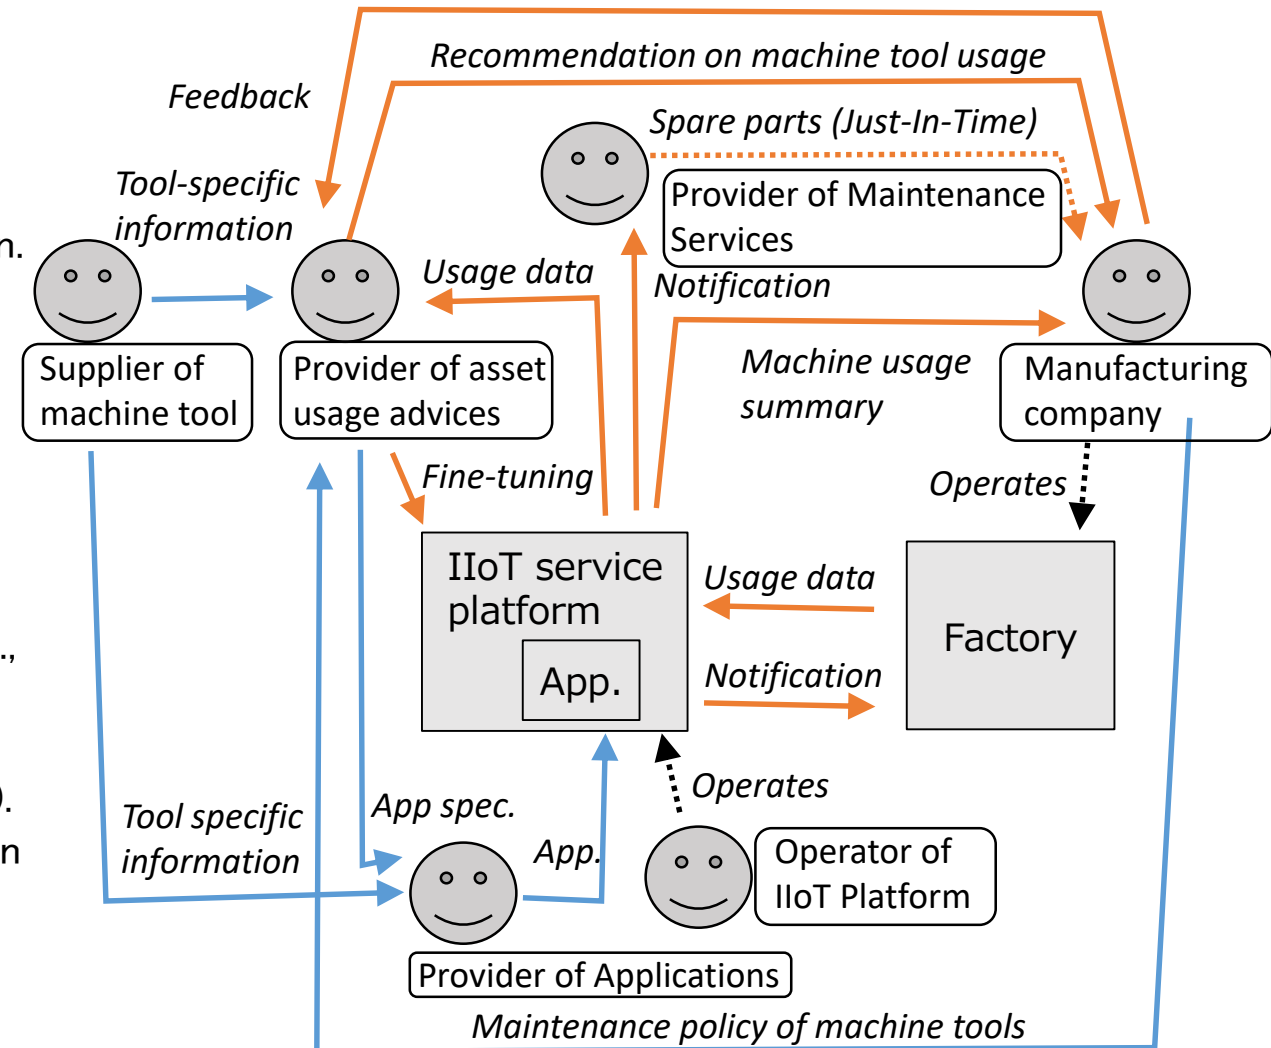 Recommendation on machine tool usage
Feedback
Spare parts (Just-In-Time)
Tool-specific
information
Provider of Maintenance
Services
n.
Usage data
Notification
Supplier of
machine tool
Provider of asset
usage advices
Machine usage
summary
Manufacturing
company
Fine-tuning
Operates
IIoT service
platform
App.
Usage data
Factory
.,
Notification
Operates
).
Tool specific
information
App spec.
App.
n
Operator of
IIoT Platform
Provider of Applications
Maintenance policy of machine tools